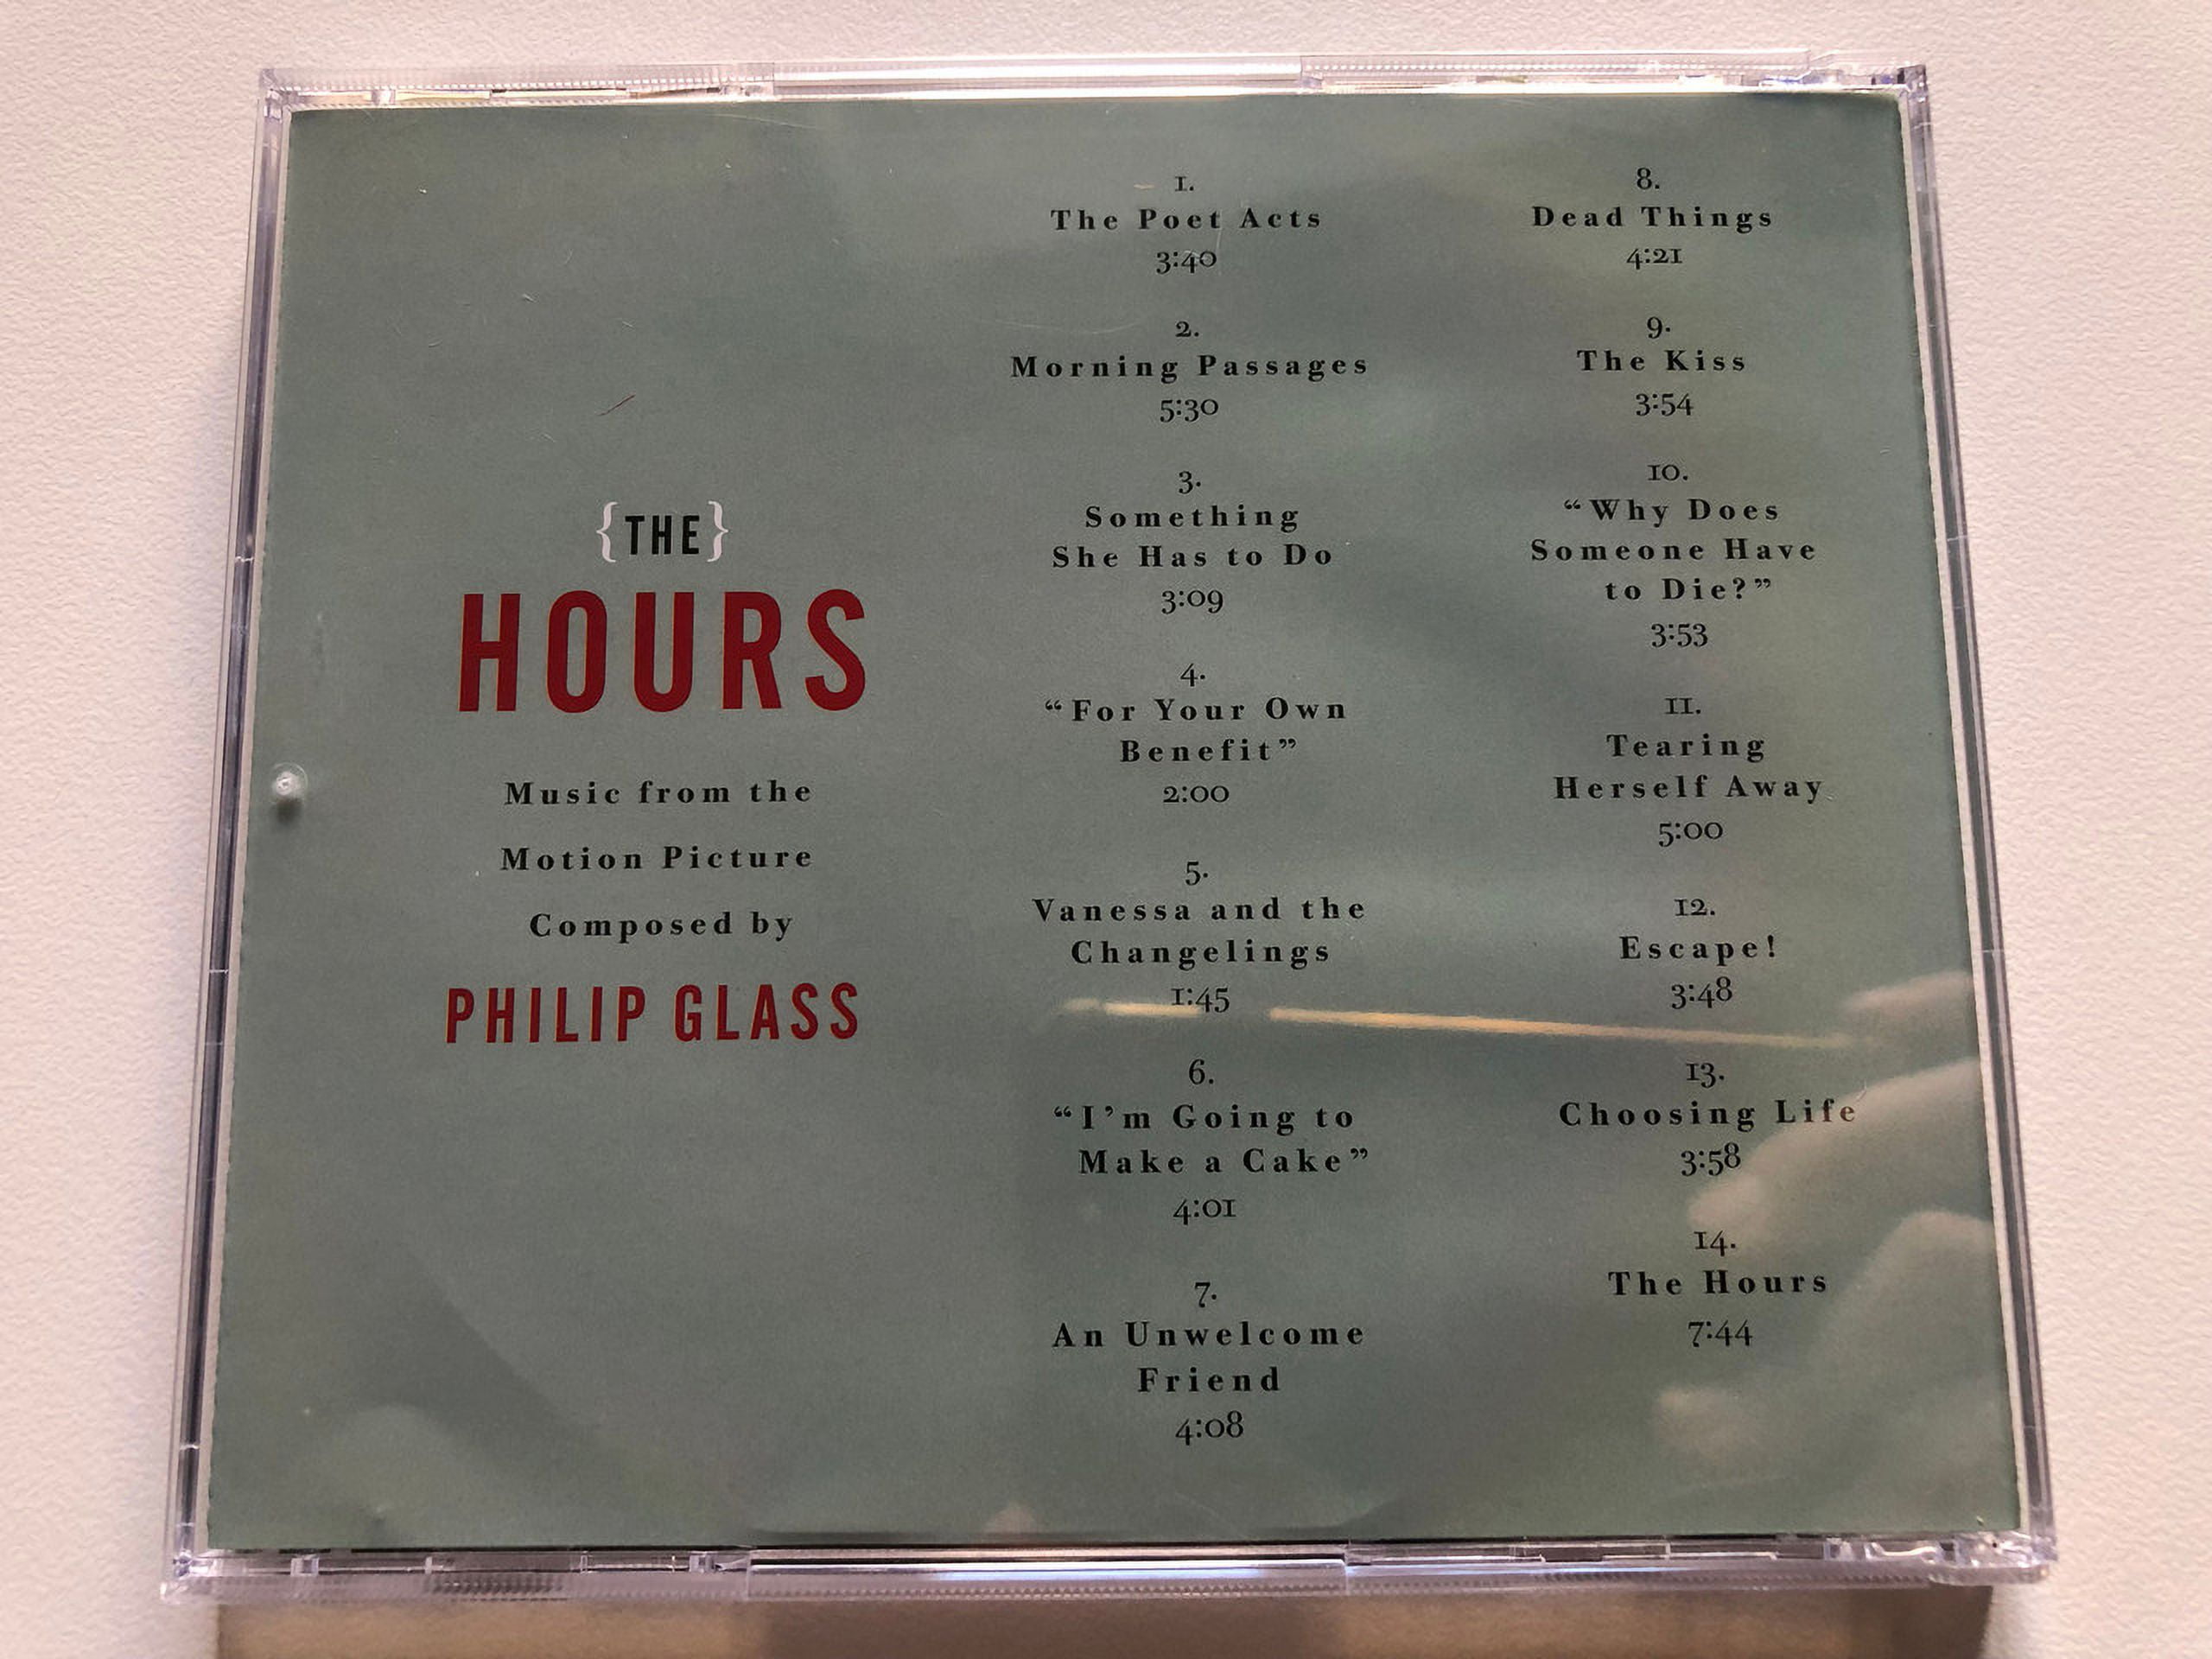 {THE}
HOURS
Music from the
Motion Picture
Composed by
PHILIP GLASS
1.
The Poet Acts
3:40
2.
Morning Passages
5:30
3.
Something
She Has to Do
3:09
4.
“For Your Own
Benefit”
2:00
5.
Vanessa and the
Changelings
1:45
6.
“I’m Going to
Make a Cake”
4:01
7.
An Unwelcome
Friend
4:08
8.
Dead Things
4:21
9.
The Kiss
3:54
10.
“Why Does
Someone Have
to Die?”
3:53
11.
Tearing
Herself Away
5:00
12.
Escape!
3:48
13.
Choosing Life
3:58
14.
The Hours
7:44